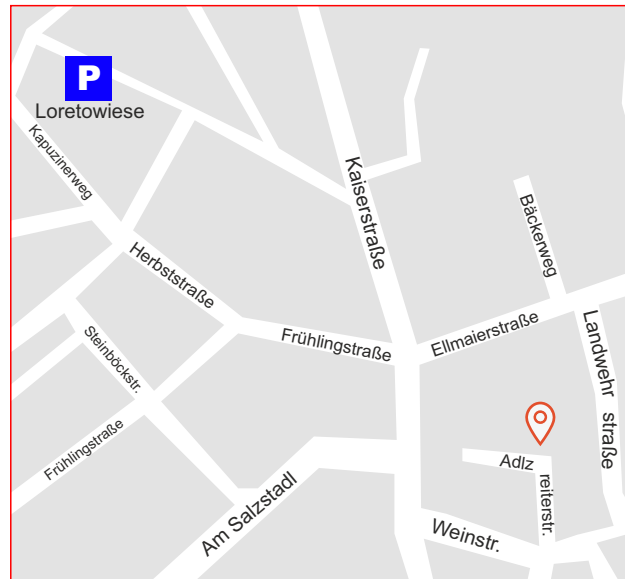 P
Loretowiese
Kapuzinerweg
Herbststraße
Kaiserstraße
Bäckerweg
Steinböckstr.
Frühlingstraße
Ellmaierstraße
Landwehr straße
Frühlingstraße
Adlz reiterstr.
Am Salzstadl
Weinstr.